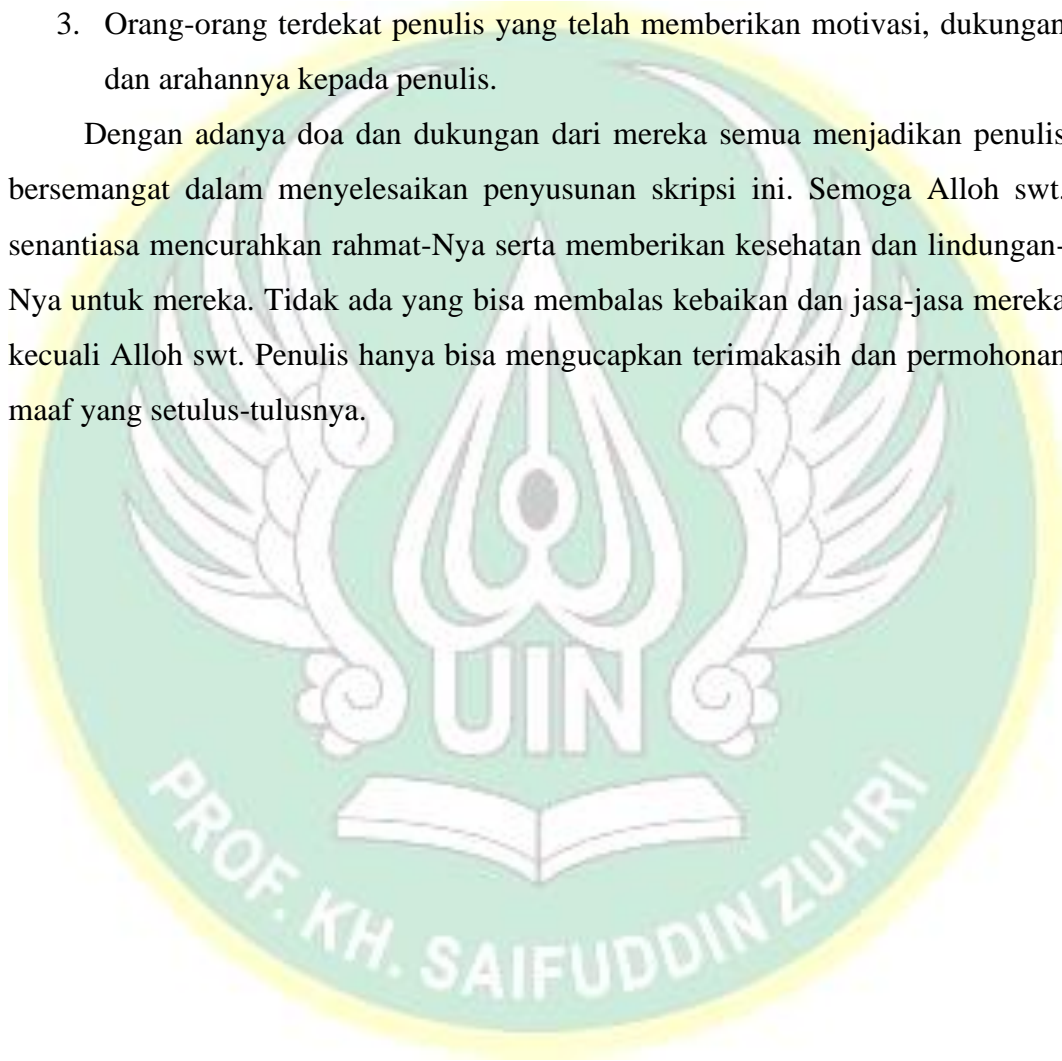 3. Orang-orang terdekat penulis yang telah memberikan motivasi, dukungan
dan arahannya kepada penulis.
Dengan adanya doa dan dukungan dari mereka semua menjadikan penulis
bersemangat dalam menyelesaikan penyusunan skripsi ini. Semoga Alloh swt.
senantiasa mencurahkan rahmat-Nya serta memberikan kesehatan dan lindungan-
Nya untuk mereka. Tidak ada yang bisa membalas kebaikan dan jasa-jasa mereka
kecuali Alloh swt. Penulis hanya bisa mengucapkan terimakasih dan permohonan
maaf yang setulus-tulusnya.
UIN
PROF. KH. SAIFUDDIN ZUHRI